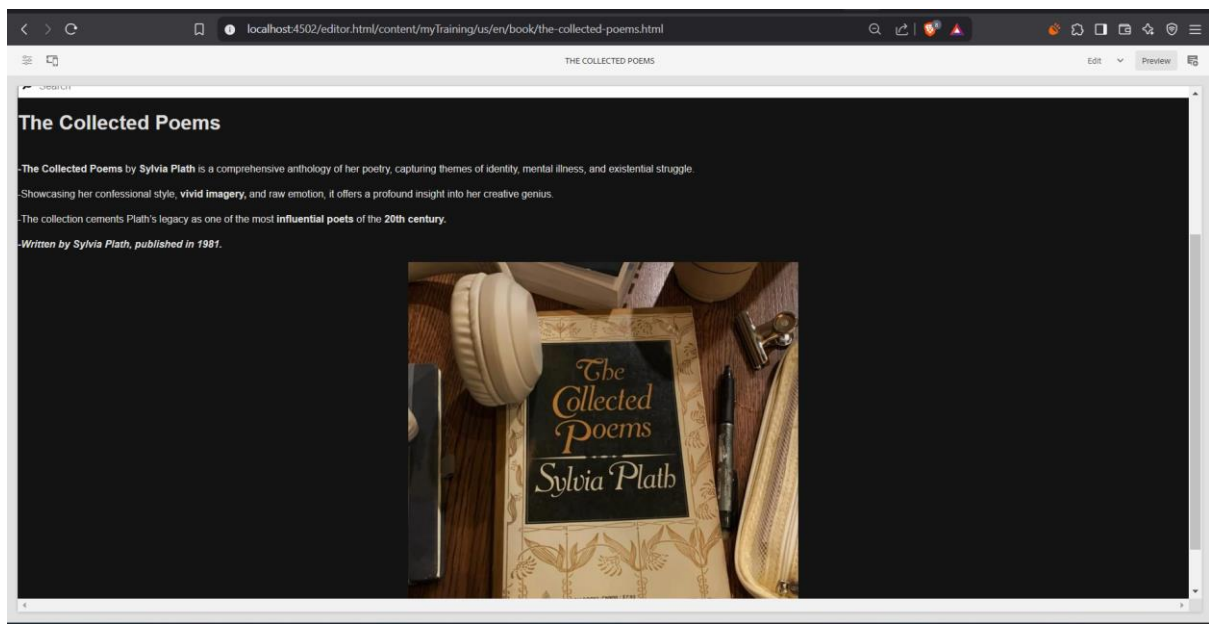 localhost:4502/editor.html/content/myTraining/us/en/book/the-collected-poems.html
THE COLLECTED POEMS
Edit
Preview
Search
The Collected Poems
-The Collected Poems by Sylvia Plath is a comprehensive anthology of her poetry, capturing themes of identity, mental illness, and existential struggle.
-Showcasing her confessional style, vivid imagery, and raw emotion, it offers a profound insight into her creative genius.
-The collection cements Plath's legacy as one of the most influential poets of the 20th century.
-Written by Sylvia Plath, published in 1981.
The
Collected
Poems
Sylvia Plath